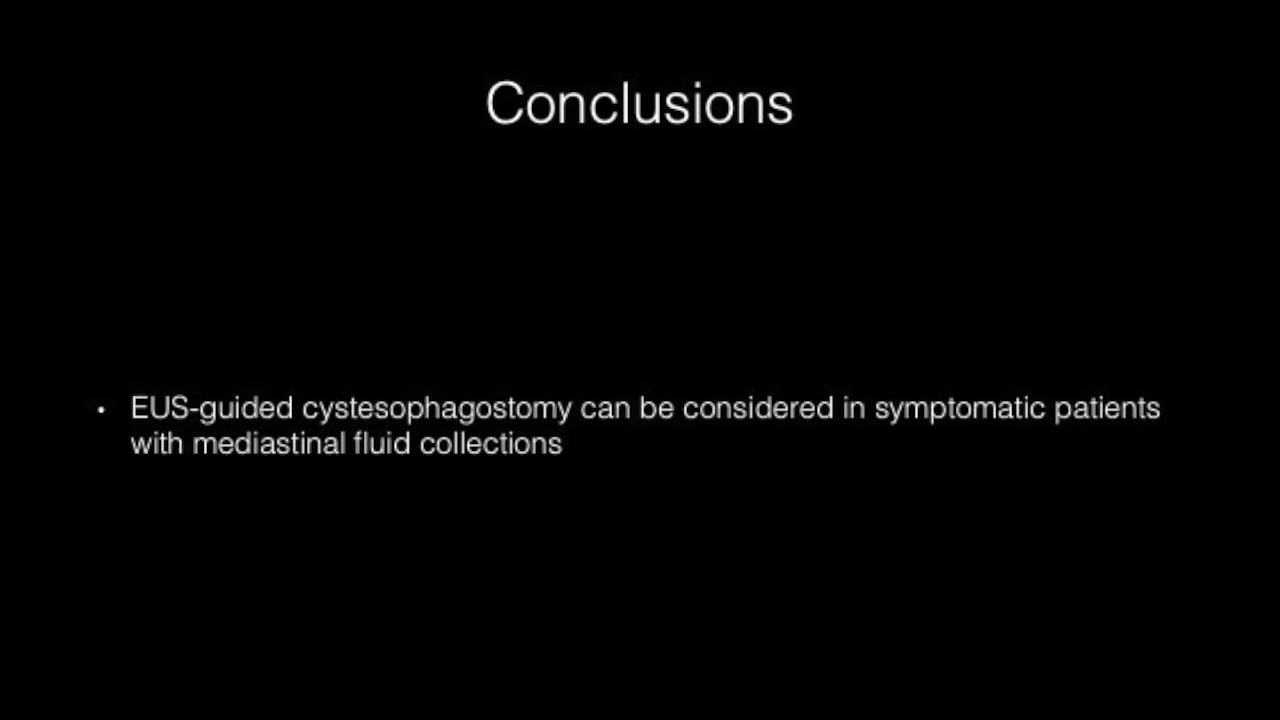 Conclusions
• EUS-guided cystesophagostomy can be considered in symptomatic patients
with mediastinal fluid collections